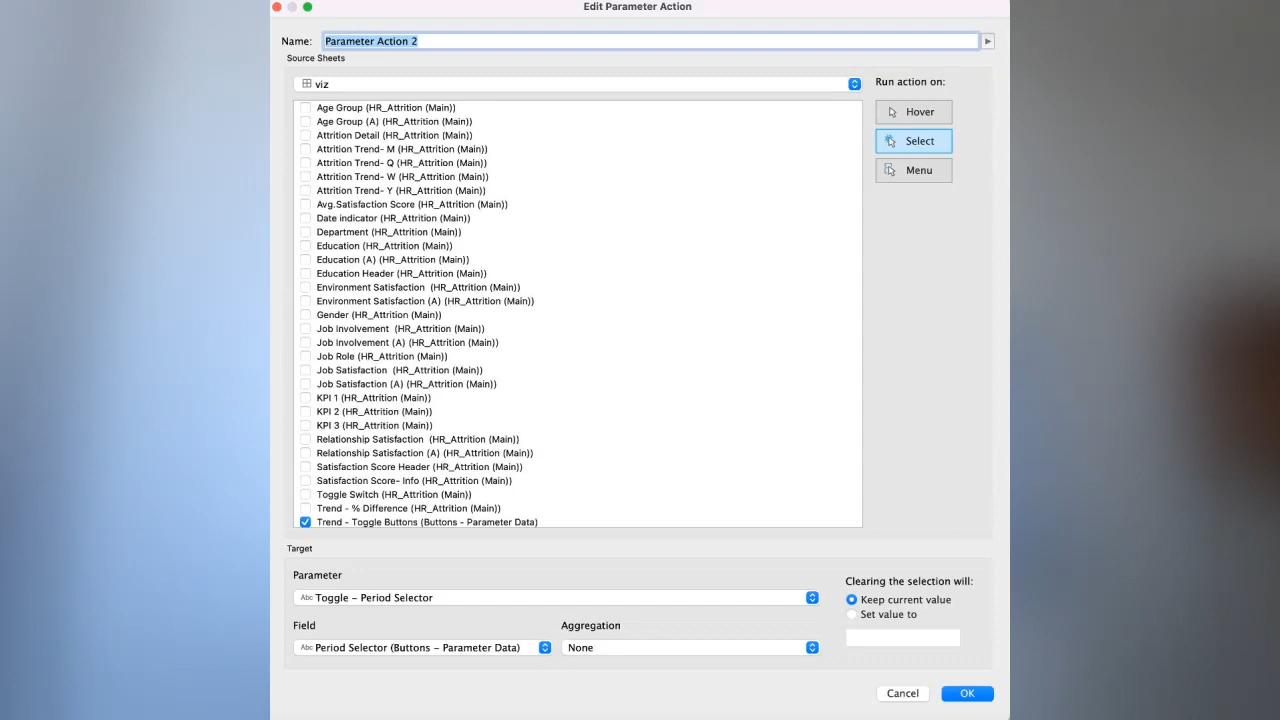 Edit Parameter Action
Name: Parameter Action 2
Source Sheets
viz
Age Group (HR_Attrition (Main))
Age Group (A) (HR_Attrition (Main))
Attrition Detail (HR_Attrition (Main))
Attrition Trend- M (HR_Attrition (Main))
Attrition Trend- Q (HR_Attrition (Main))
Attrition Trend- W (HR_Attrition (Main))
Attrition Trend- Y (HR_Attrition (Main))
Avg.Satisfaction Score (HR_Attrition (Main))
Date indicator (HR_Attrition (Main))
Department (HR_Attrition (Main))
Education (HR_Attrition (Main))
Education (A) (HR_Attrition (Main))
Education Header (HR_Attrition (Main))
Environment Satisfaction (HR_Attrition (Main))
Environment Satisfaction (A) (HR_Attrition (Main))
Gender (HR_Attrition (Main))
Job Involvement (HR_Attrition (Main))
Job Involvement (A) (HR_Attrition (Main))
Job Role (HR_Attrition (Main))
Job Satisfaction (HR_Attrition (Main))
Job Satisfaction (A) (HR_Attrition (Main))
KPI 1 (HR_Attrition (Main))
KPI 2 (HR_Attrition (Main))
KPI 3 (HR_Attrition (Main))
Relationship Satisfaction (HR_Attrition (Main))
Relationship Satisfaction (A) (HR_Attrition (Main))
Satisfaction Score Header (HR_Attrition (Main))
Satisfaction Score- Info (HR_Attrition (Main))
Toggle Switch (HR_Attrition (Main))
Trend - % Difference (HR_Attrition (Main))
Trend - Toggle Buttons (Buttons - Parameter Data)
Run action on:
Hover
Select
Menu
Target
Parameter
Abc Toggle – Period Selector
Field
Abc Period Selector (Buttons – Parameter Data)
Aggregation
None
Clearing the selection will:
Keep current value
Set value to
Cancel
OK